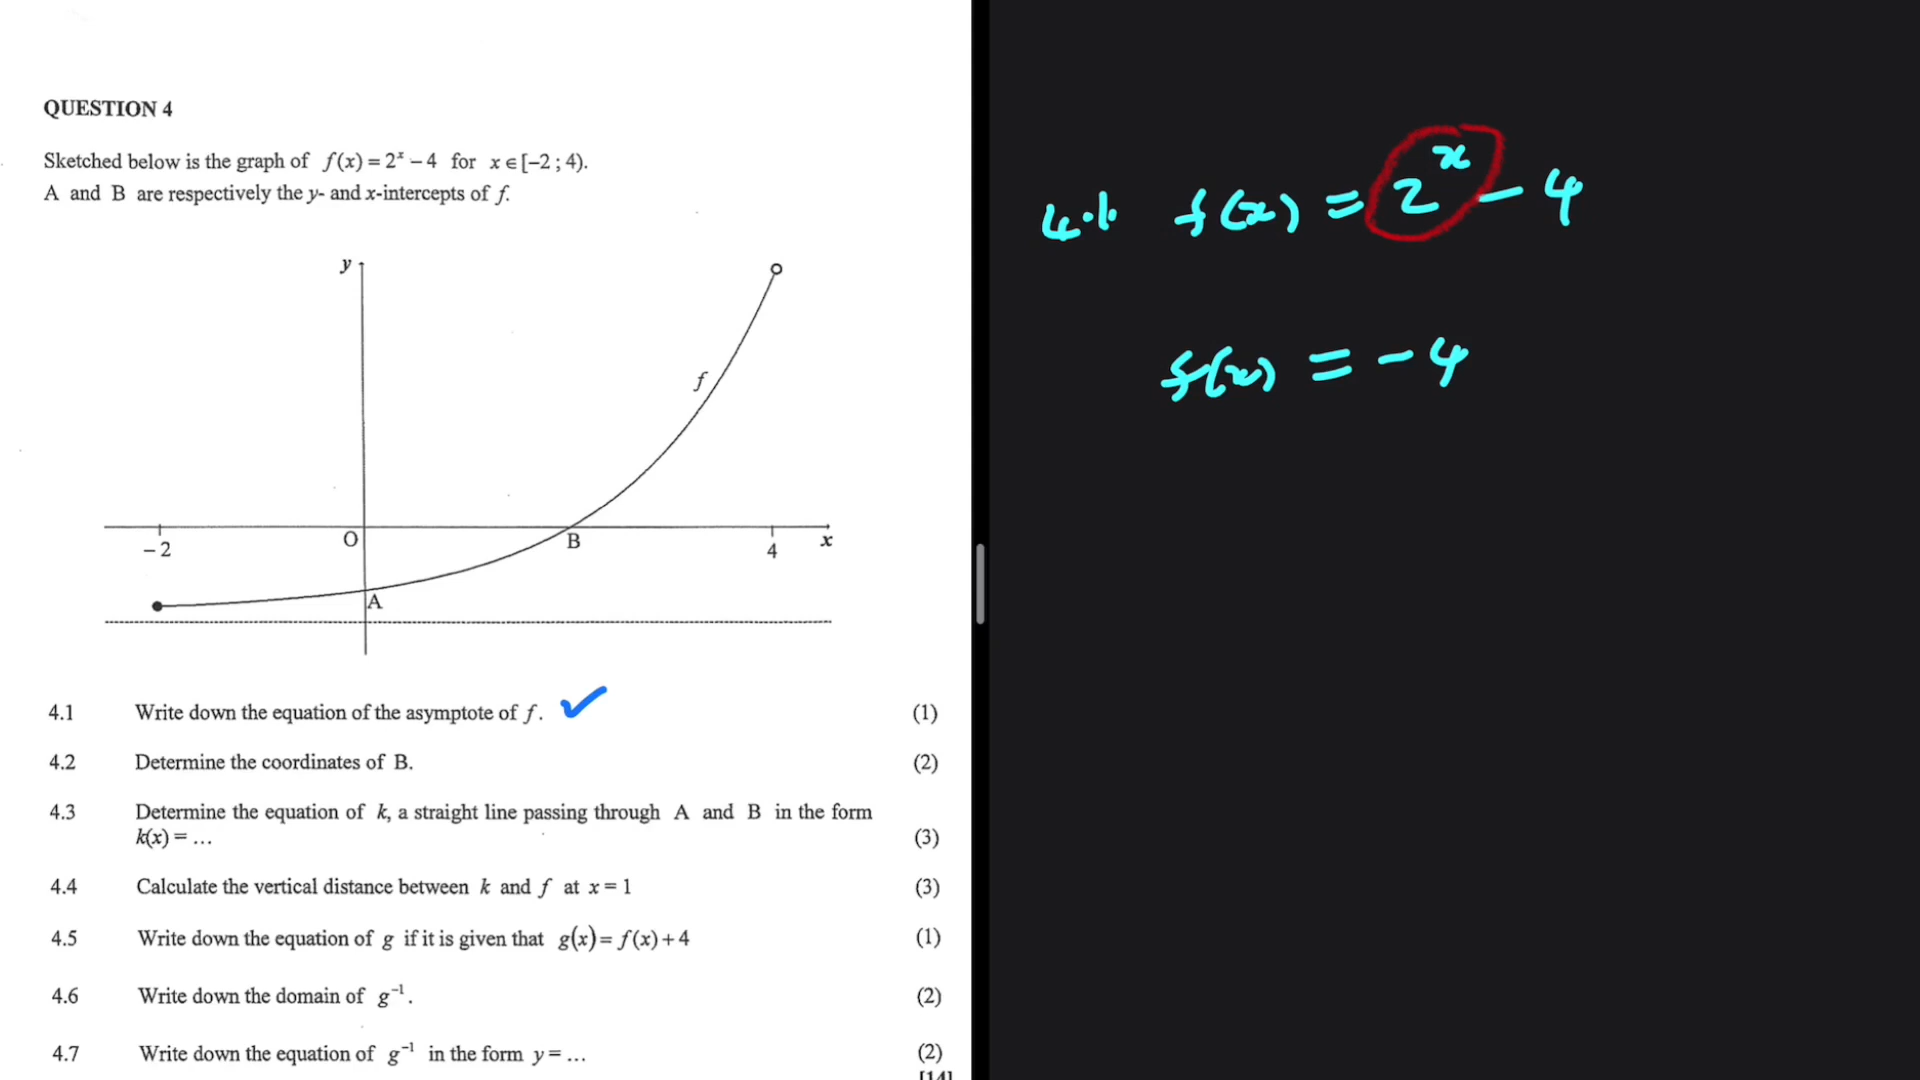 QUESTION 4
Sketched below is the graph of f(x) = 2ˣ − 4 for x ∈ [−2 ; 4).
A and B are respectively the y- and x-intercepts of f.
y
f
−2
O
B
4
x
A
4.1 Write down the equation of the asymptote of f. (1)
4.2 Determine the coordinates of B. (2)
4.3 Determine the equation of k, a straight line passing through A and B in the form
k(x) = ... (3)
4.4 Calculate the vertical distance between k and f at x = 1 (3)
4.5 Write down the equation of g if it is given that g(x) = f(x) + 4 (1)
4.6 Write down the domain of g⁻¹. (2)
4.7 Write down the equation of g⁻¹ in the form y = ... (2)
[14]
4.1 f(x) = 2ˣ − 4
f(x) = −4